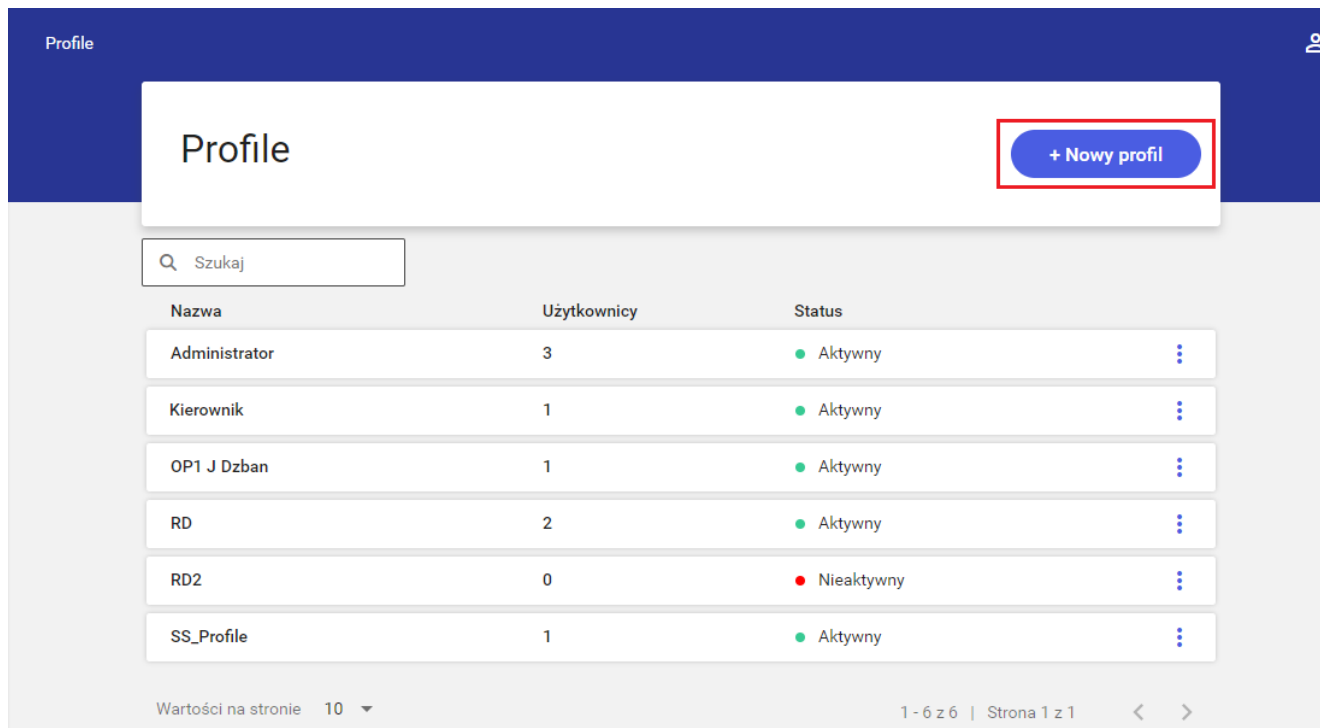 Profile
Profile
+ Nowy profil
Szukaj
Nazwa Użytkownicy Status
Administrator 3 Aktywny
Kierownik 1 Aktywny
OP1 J Dzban 1 Aktywny
RD 2 Aktywny
RD2 0 Nieaktywny
SS_Profile 1 Aktywny
Wartości na stronie 10 1 - 6 z 6 | Strona 1 z 1